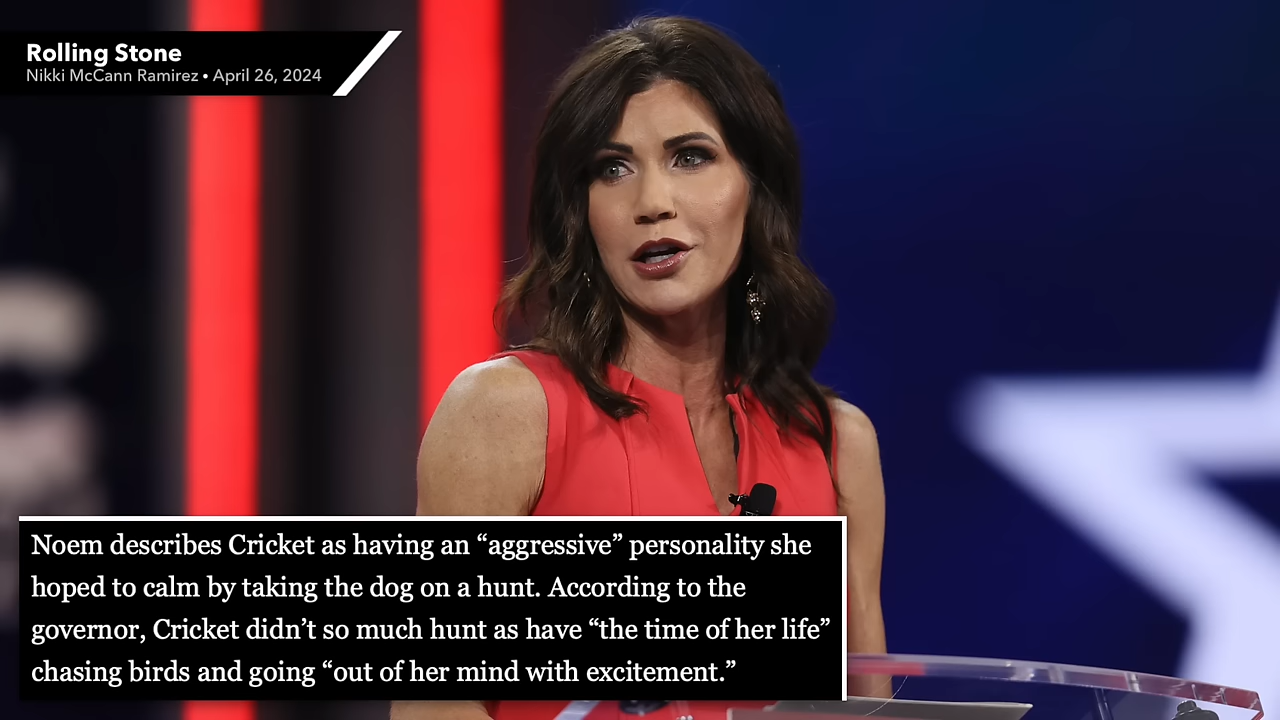 Rolling Stone
Nikki McCann Ramirez • April 26, 2024
Noem describes Cricket as having an “aggressive” personality she
hoped to calm by taking the dog on a hunt. According to the
governor, Cricket didn’t so much hunt as have “the time of her life”
chasing birds and going “out of her mind with excitement.”